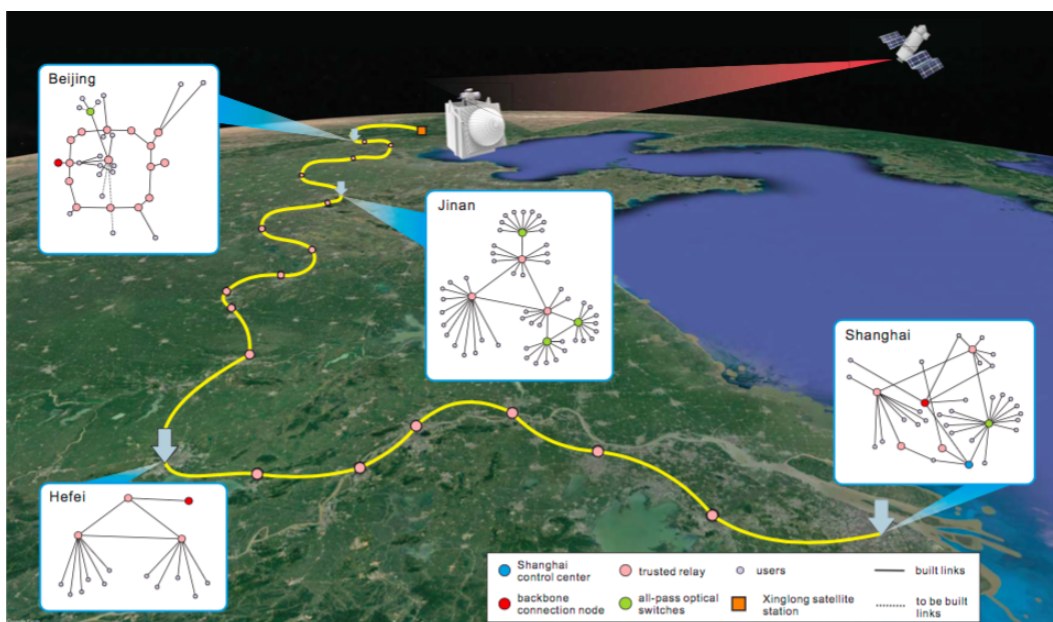 Beijing
Jinan
Shanghai
Hefei
Shanghai
control center
trusted relay
users
built links
backbone
connection node
all-pass optical
switches
Xinglong satellite
station
to be built
links